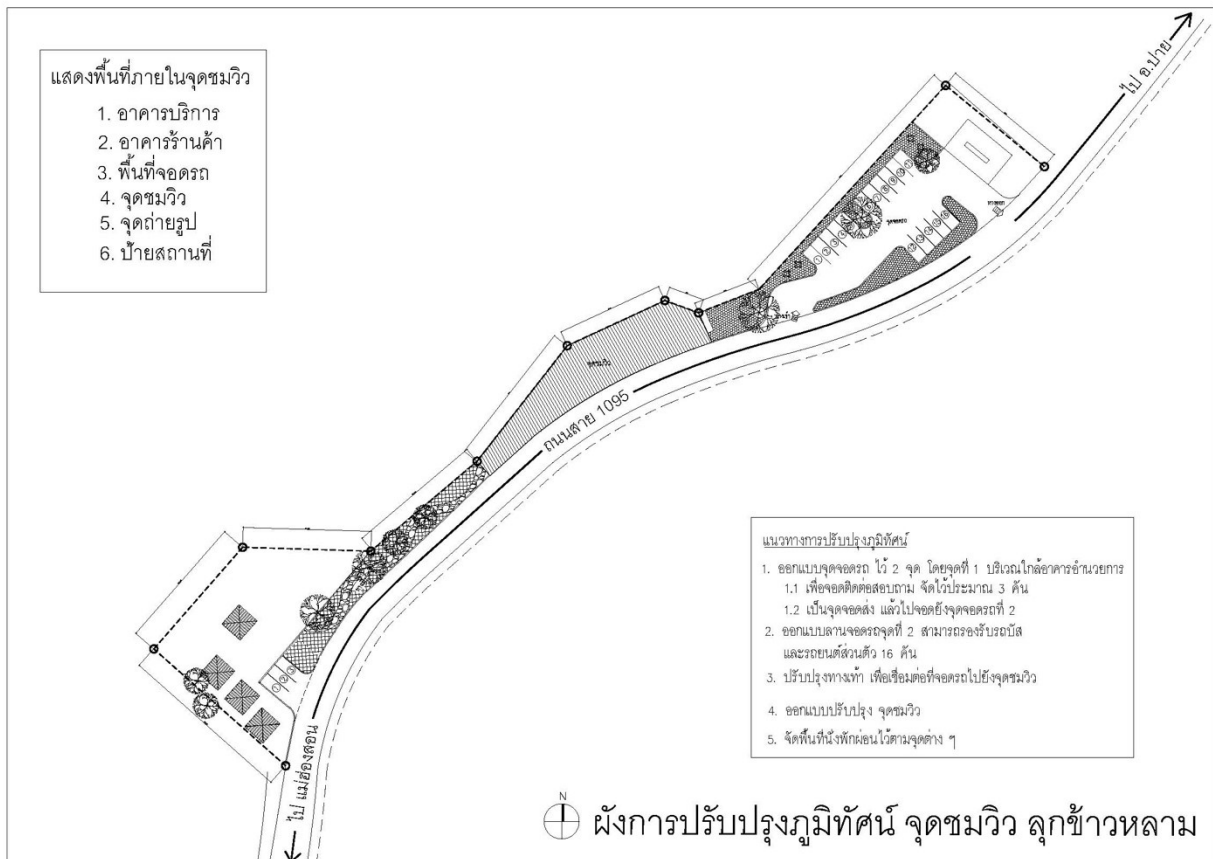 แสดงพื้นที่ภายในจุดชมวิว
1. อาคารบริการ
2. อาคารร้านค้า
3. พื้นที่จอดรถ
4. จุดชมวิว
5. จุดถ่ายรูป
6. ป้ายสถานที่
ไป อ.ปาย
ทางออก
จุดชมวิว
ถนนสาย 1095
ไป แม่ฮ่องสอน
แนวทางการปรับปรุงภูมิทัศน์
1. ออกแบบจุดจอดรถ ไว้ 2 จุด โดยจุดที่ 1 บริเวณใกล้อาคารอำนวยการ
1.1 เพื่อจอดติดต่อสอบถาม จัดไว้ประมาณ 3 คัน
1.2 เป็นจุดจอดส่ง แล้วไปจอดยังจุดจอดรถที่ 2
2. ออกแบบลานจอดรถจุดที่ 2 สามารถรองรับรถบัส
และรถยนต์ส่วนตัว 16 คัน
3. ปรับปรุงทางเท้า เพื่อเชื่อมต่อที่จอดรถไปยังจุดชมวิว
4. ออกแบบปรับปรุง จุดชมวิว
5. จัดพื้นที่นั่งพักผ่อนไว้ตามจุดต่าง ๆ
N
ผังการปรับปรุงภูมิทัศน์ จุดชมวิว ลุกข้าวหลาม